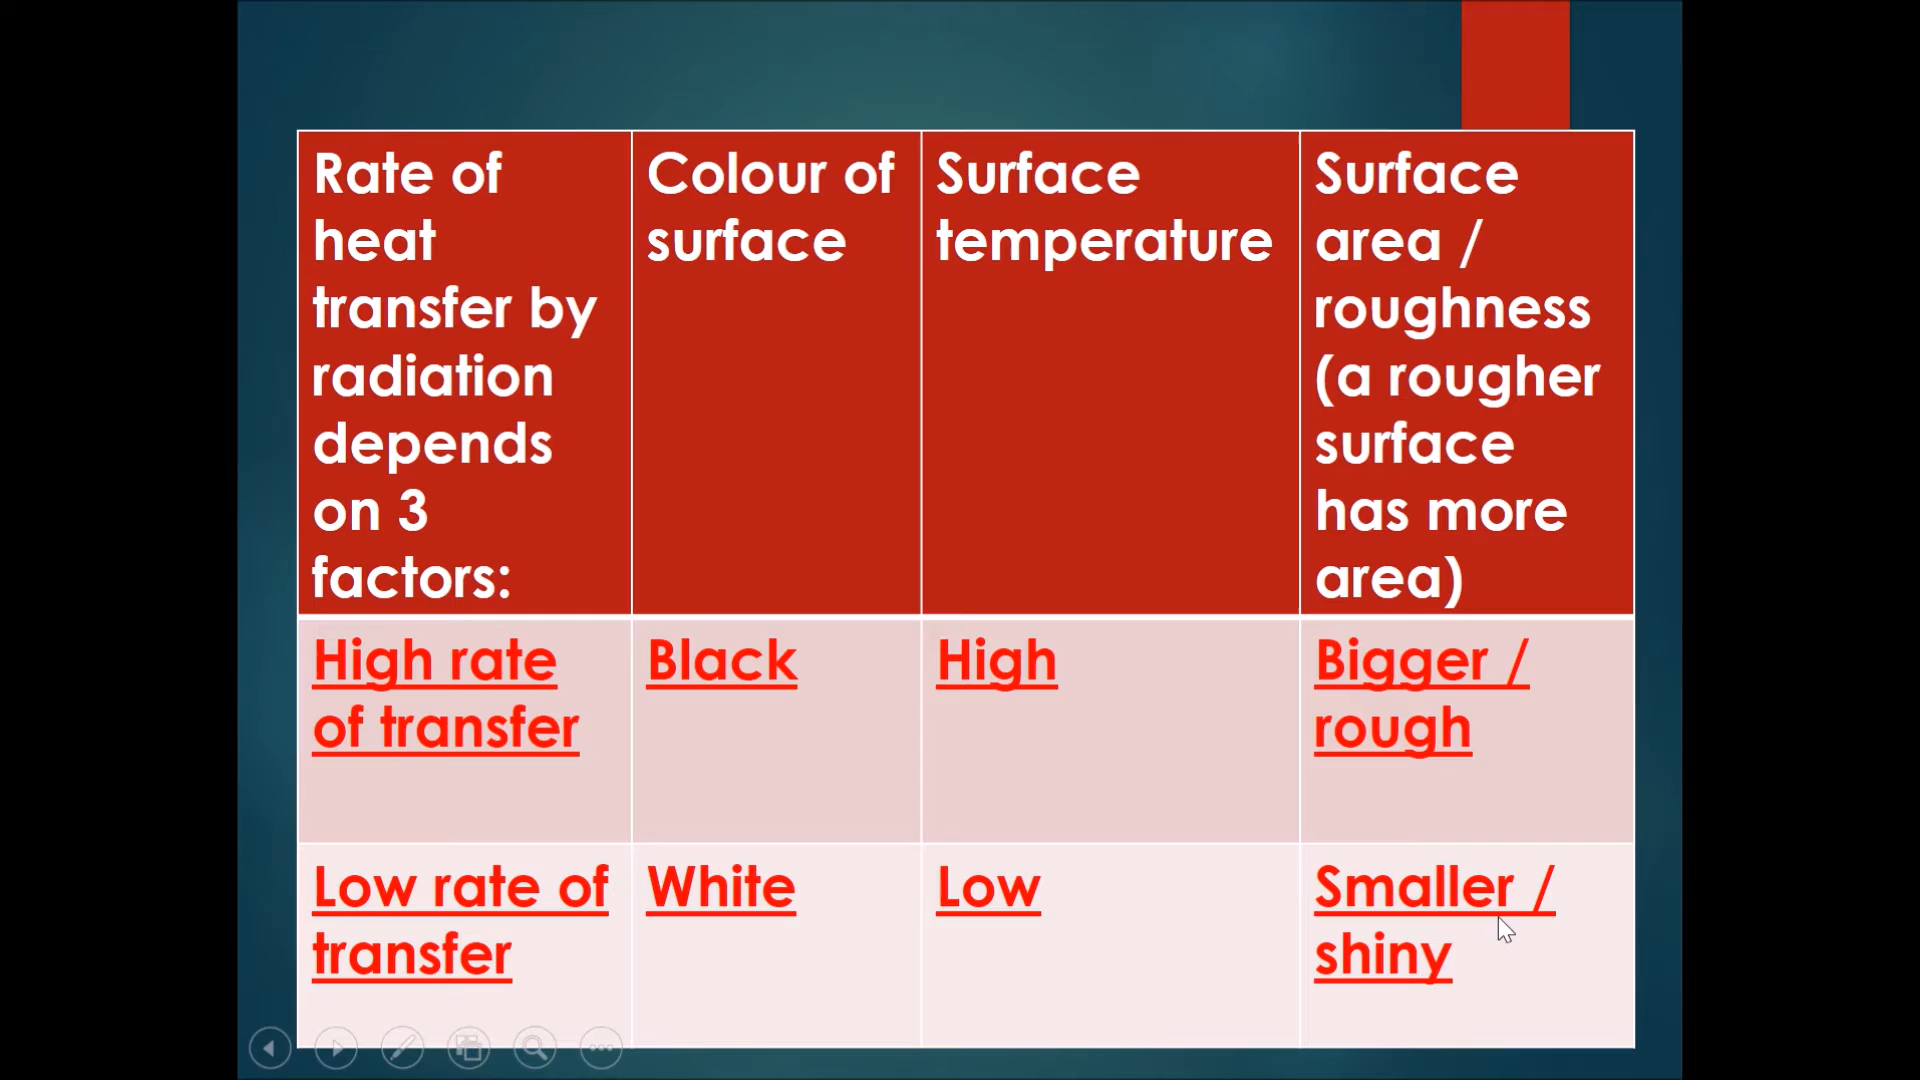 Rate of
heat
transfer by
radiation
depends
on 3
factors:
Colour of
surface
Surface
temperature
Surface
area /
roughness
(a rougher
surface
has more
area)
High rate
of transfer
Black
High
Bigger /
rough
Low rate of
transfer
White
Low
Smaller /
shiny